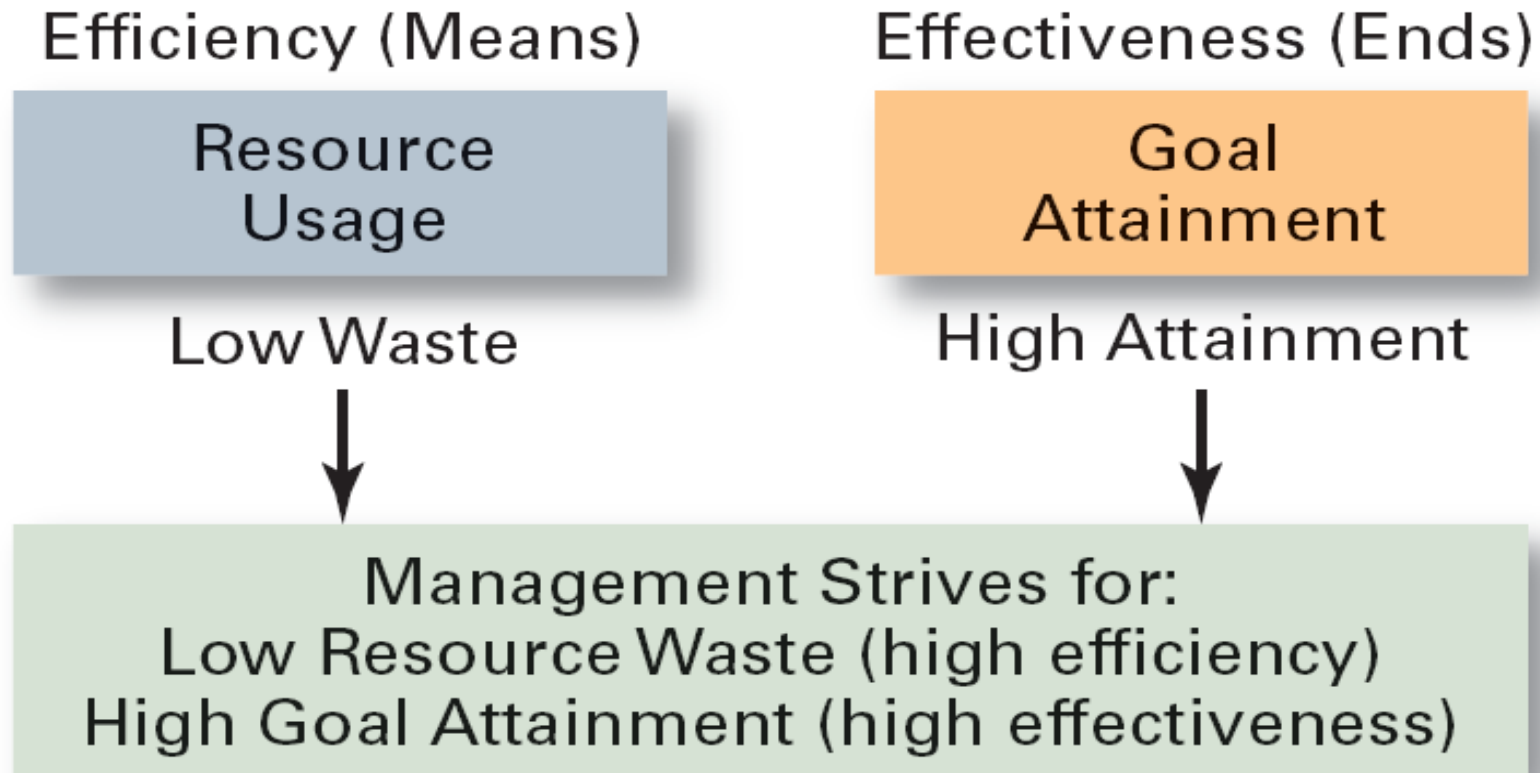 Efficiency (Means)
Effectiveness (Ends)
Resource
Usage
Goal
Attainment
Low Waste
High Attainment
Management Strives for:
Low Resource Waste (high efficiency)
High Goal Attainment (high effectiveness)